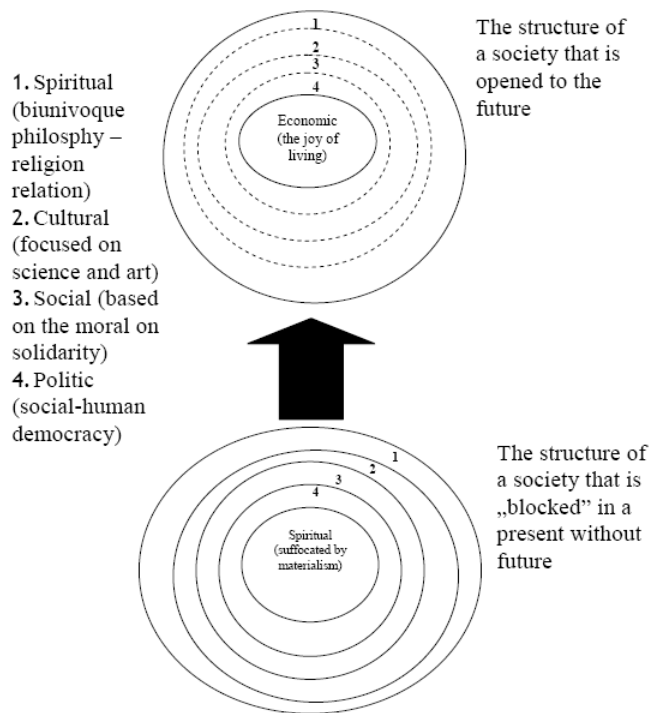 1. Spiritual
(biunivoque
philosphy –
religion
relation)
2. Cultural
(focused on
science and art)
3. Social (based
on the moral on
solidarity)
4. Politic
(social-human
democracy)
1
2
3
4
Economic
(the joy of
living)
The structure of
a society that is
opened to the
future
1
2
3
4
Spiritual
(suffocated by
materialism)
The structure of
a society that is
„blocked” in a
present without
future